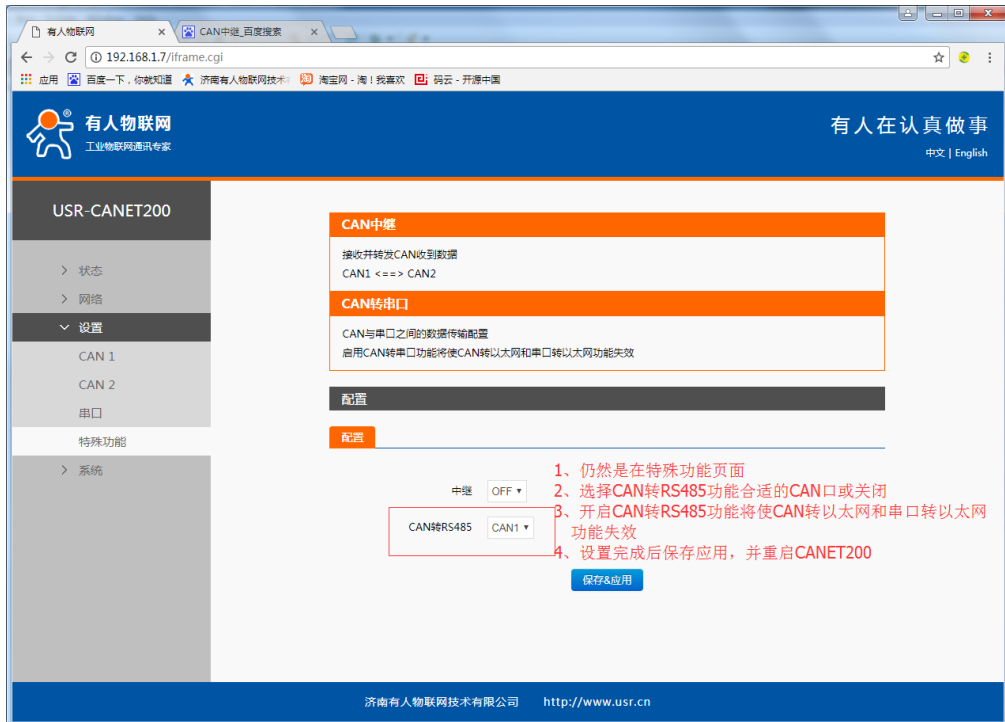 有人物联网
CAN中继_百度搜索
192.168.1.7/iframe.cgi
应用 百度一下，你就知道 济南有人物联网技术 淘宝网 - 淘！我喜欢 码云 - 开源中国
有人物联网
工业物联网通讯专家
有人在认真做事
中文 | English
USR-CANET200
状态
网络
设置
CAN 1
CAN 2
串口
特殊功能
系统
CAN中继
接收并转发CAN收到数据
CAN1 <==> CAN2
CAN转串口
CAN与串口之间的数据传输配置
启用CAN转串口功能将使CAN转以太网和串口转以太网功能失效
配置
配置
中继 OFF
CAN转RS485 CAN1
1、仍然是在特殊功能页面
2、选择CAN转RS485功能合适的CAN口或关闭
3、开启CAN转RS485功能将使CAN转以太网和串口转以太网
功能失效
4、设置完成后保存应用，并重启CANET200
保存&应用
济南有人物联网技术有限公司 http://www.usr.cn